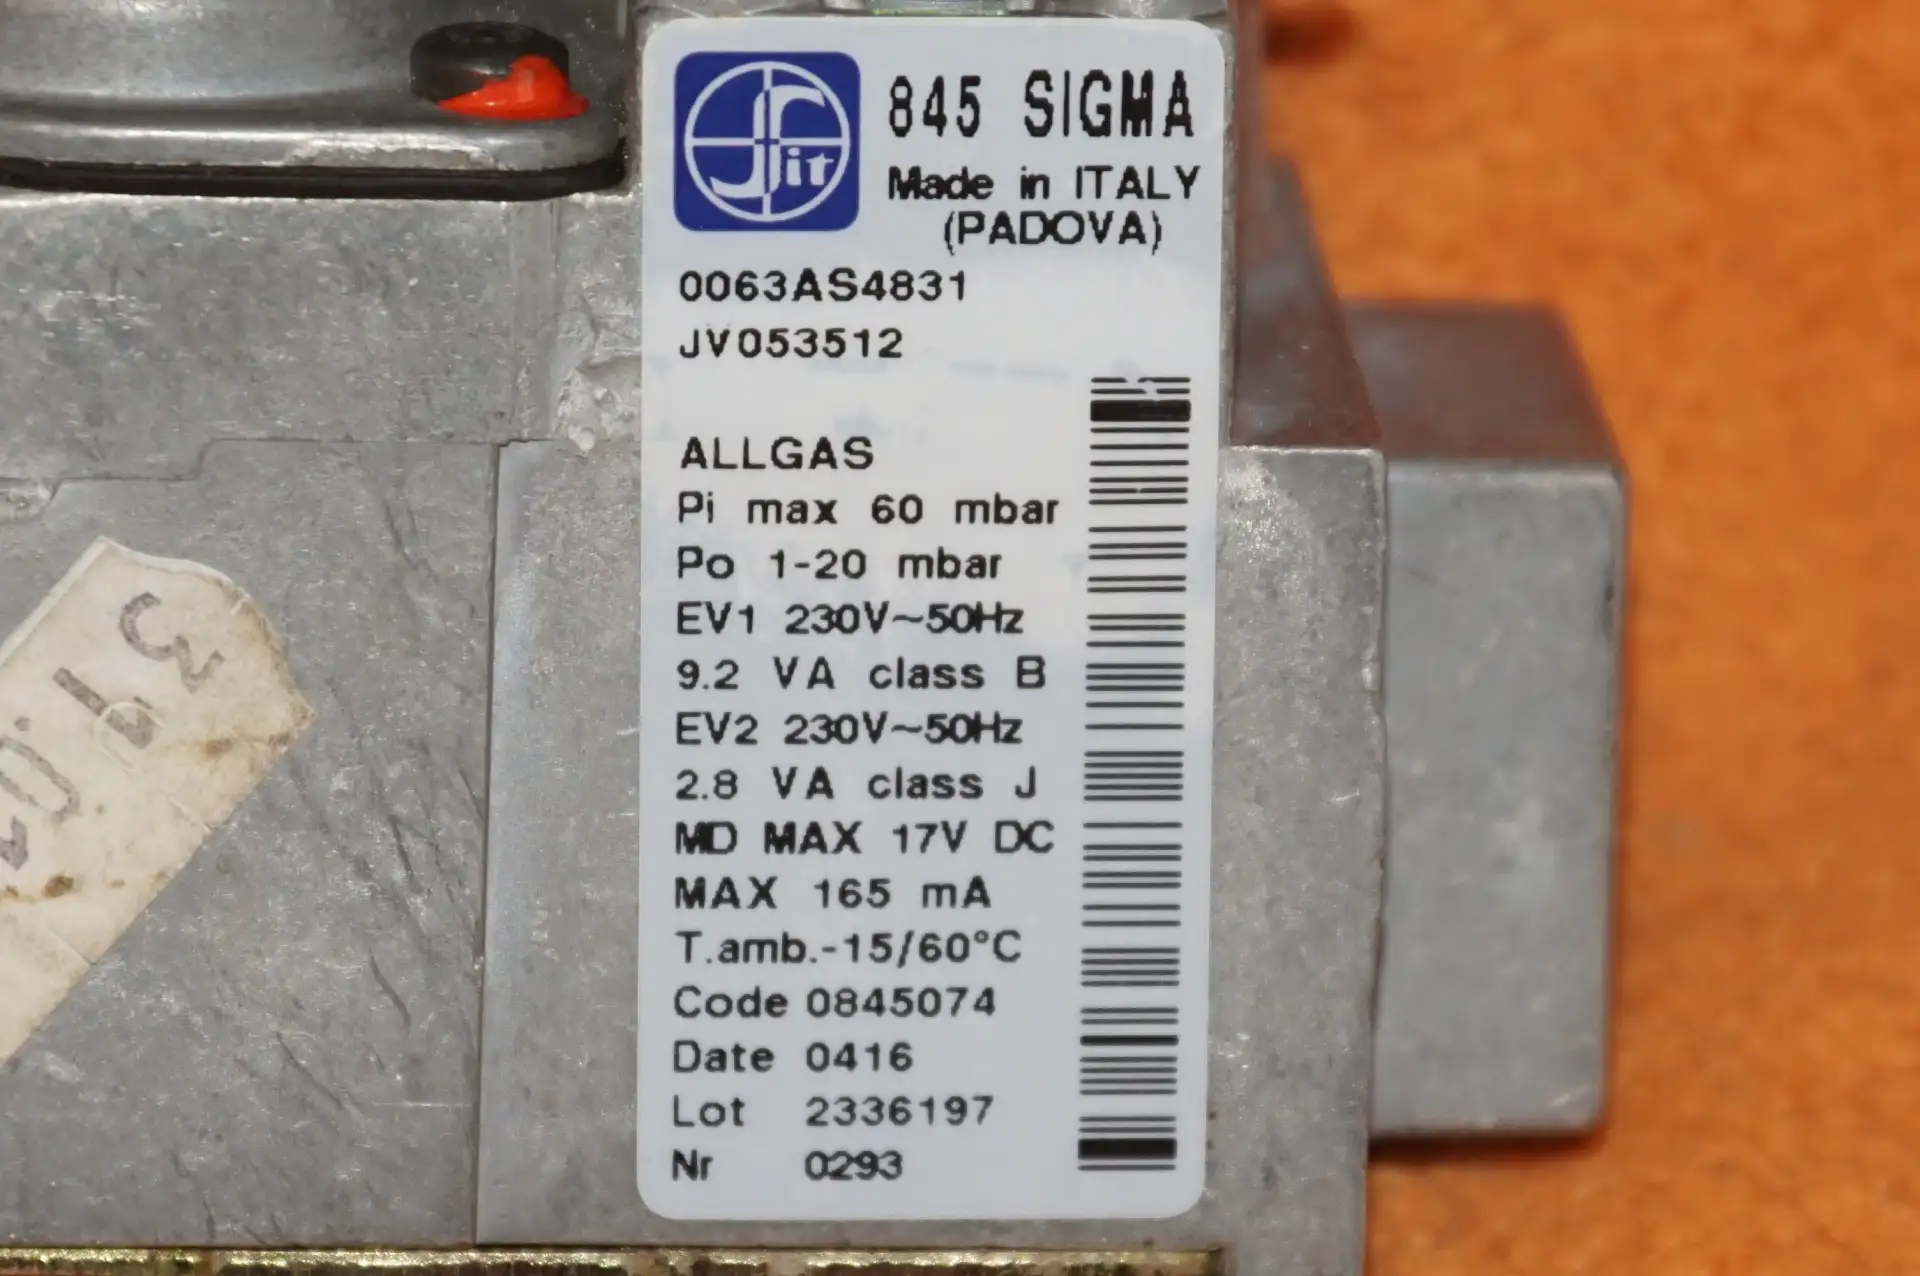 Sit
845 SIGMA
Made in ITALY
(PADOVA)
0063AS4831
JV053512
ALLGAS
Pi max 60 mbar
Po 1-20 mbar
EV1 230V~50Hz
9.2 VA class B
EV2 230V~50Hz
2.8 VA class J
MD MAX 17V DC
MAX 165 mA
T.amb.-15/60°C
Code 0845074
Date 0416
Lot 2336197
Nr 0293